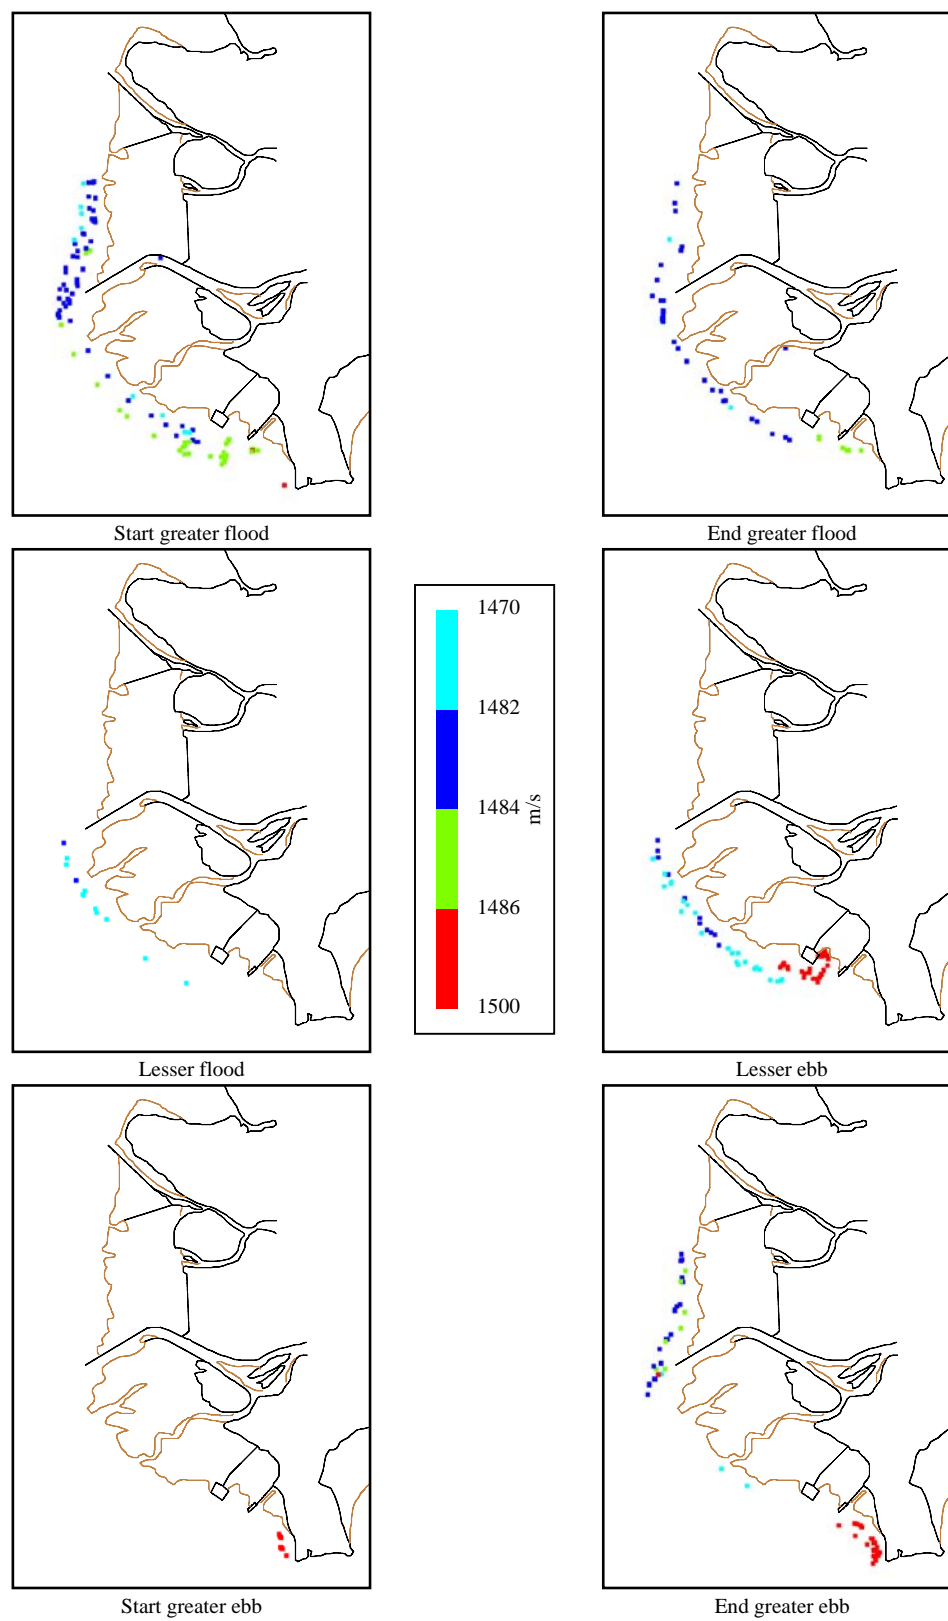 Start greater flood
End greater flood
1470
1482
1484
1486
1500
m/s
Lesser flood
Lesser ebb
Start greater ebb
End greater ebb